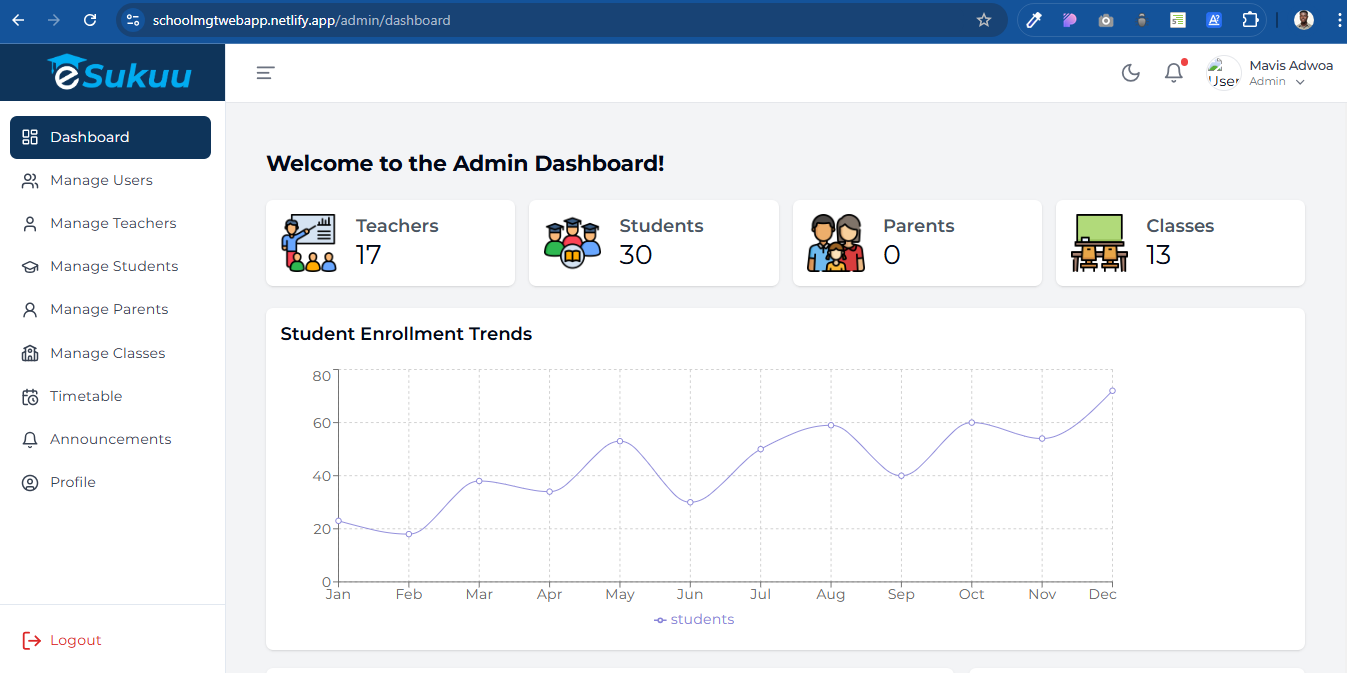 schoolmgtwebapp.netlify.app/admin/dashboard
eSukuu
User
Mavis Adwoa
Admin
Dashboard
Manage Users
Manage Teachers
Manage Students
Manage Parents
Manage Classes
Timetable
Announcements
Profile
Logout
Welcome to the Admin Dashboard!
Teachers
17
Students
30
Parents
0
Classes
13
Student Enrollment Trends
80
60
40
20
0
Jan Feb Mar Apr May Jun Jul Aug Sep Oct Nov Dec
students